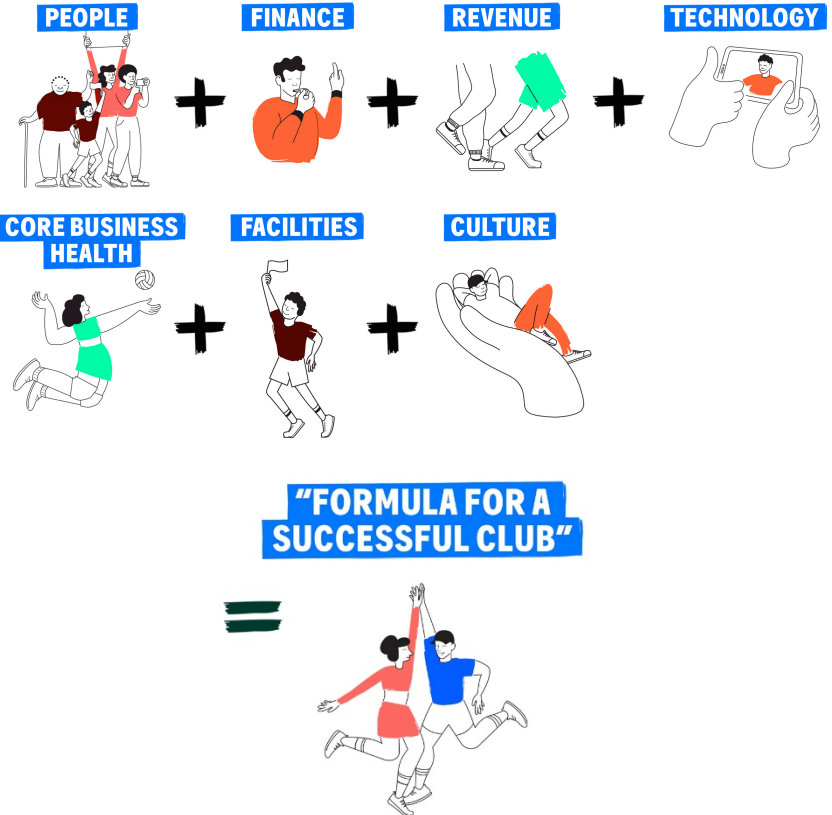 PEOPLE
FINANCE
REVENUE
TECHNOLOGY
CORE BUSINESS
HEALTH
FACILITIES
CULTURE
"FORMULA FOR A
SUCCESSFUL CLUB"